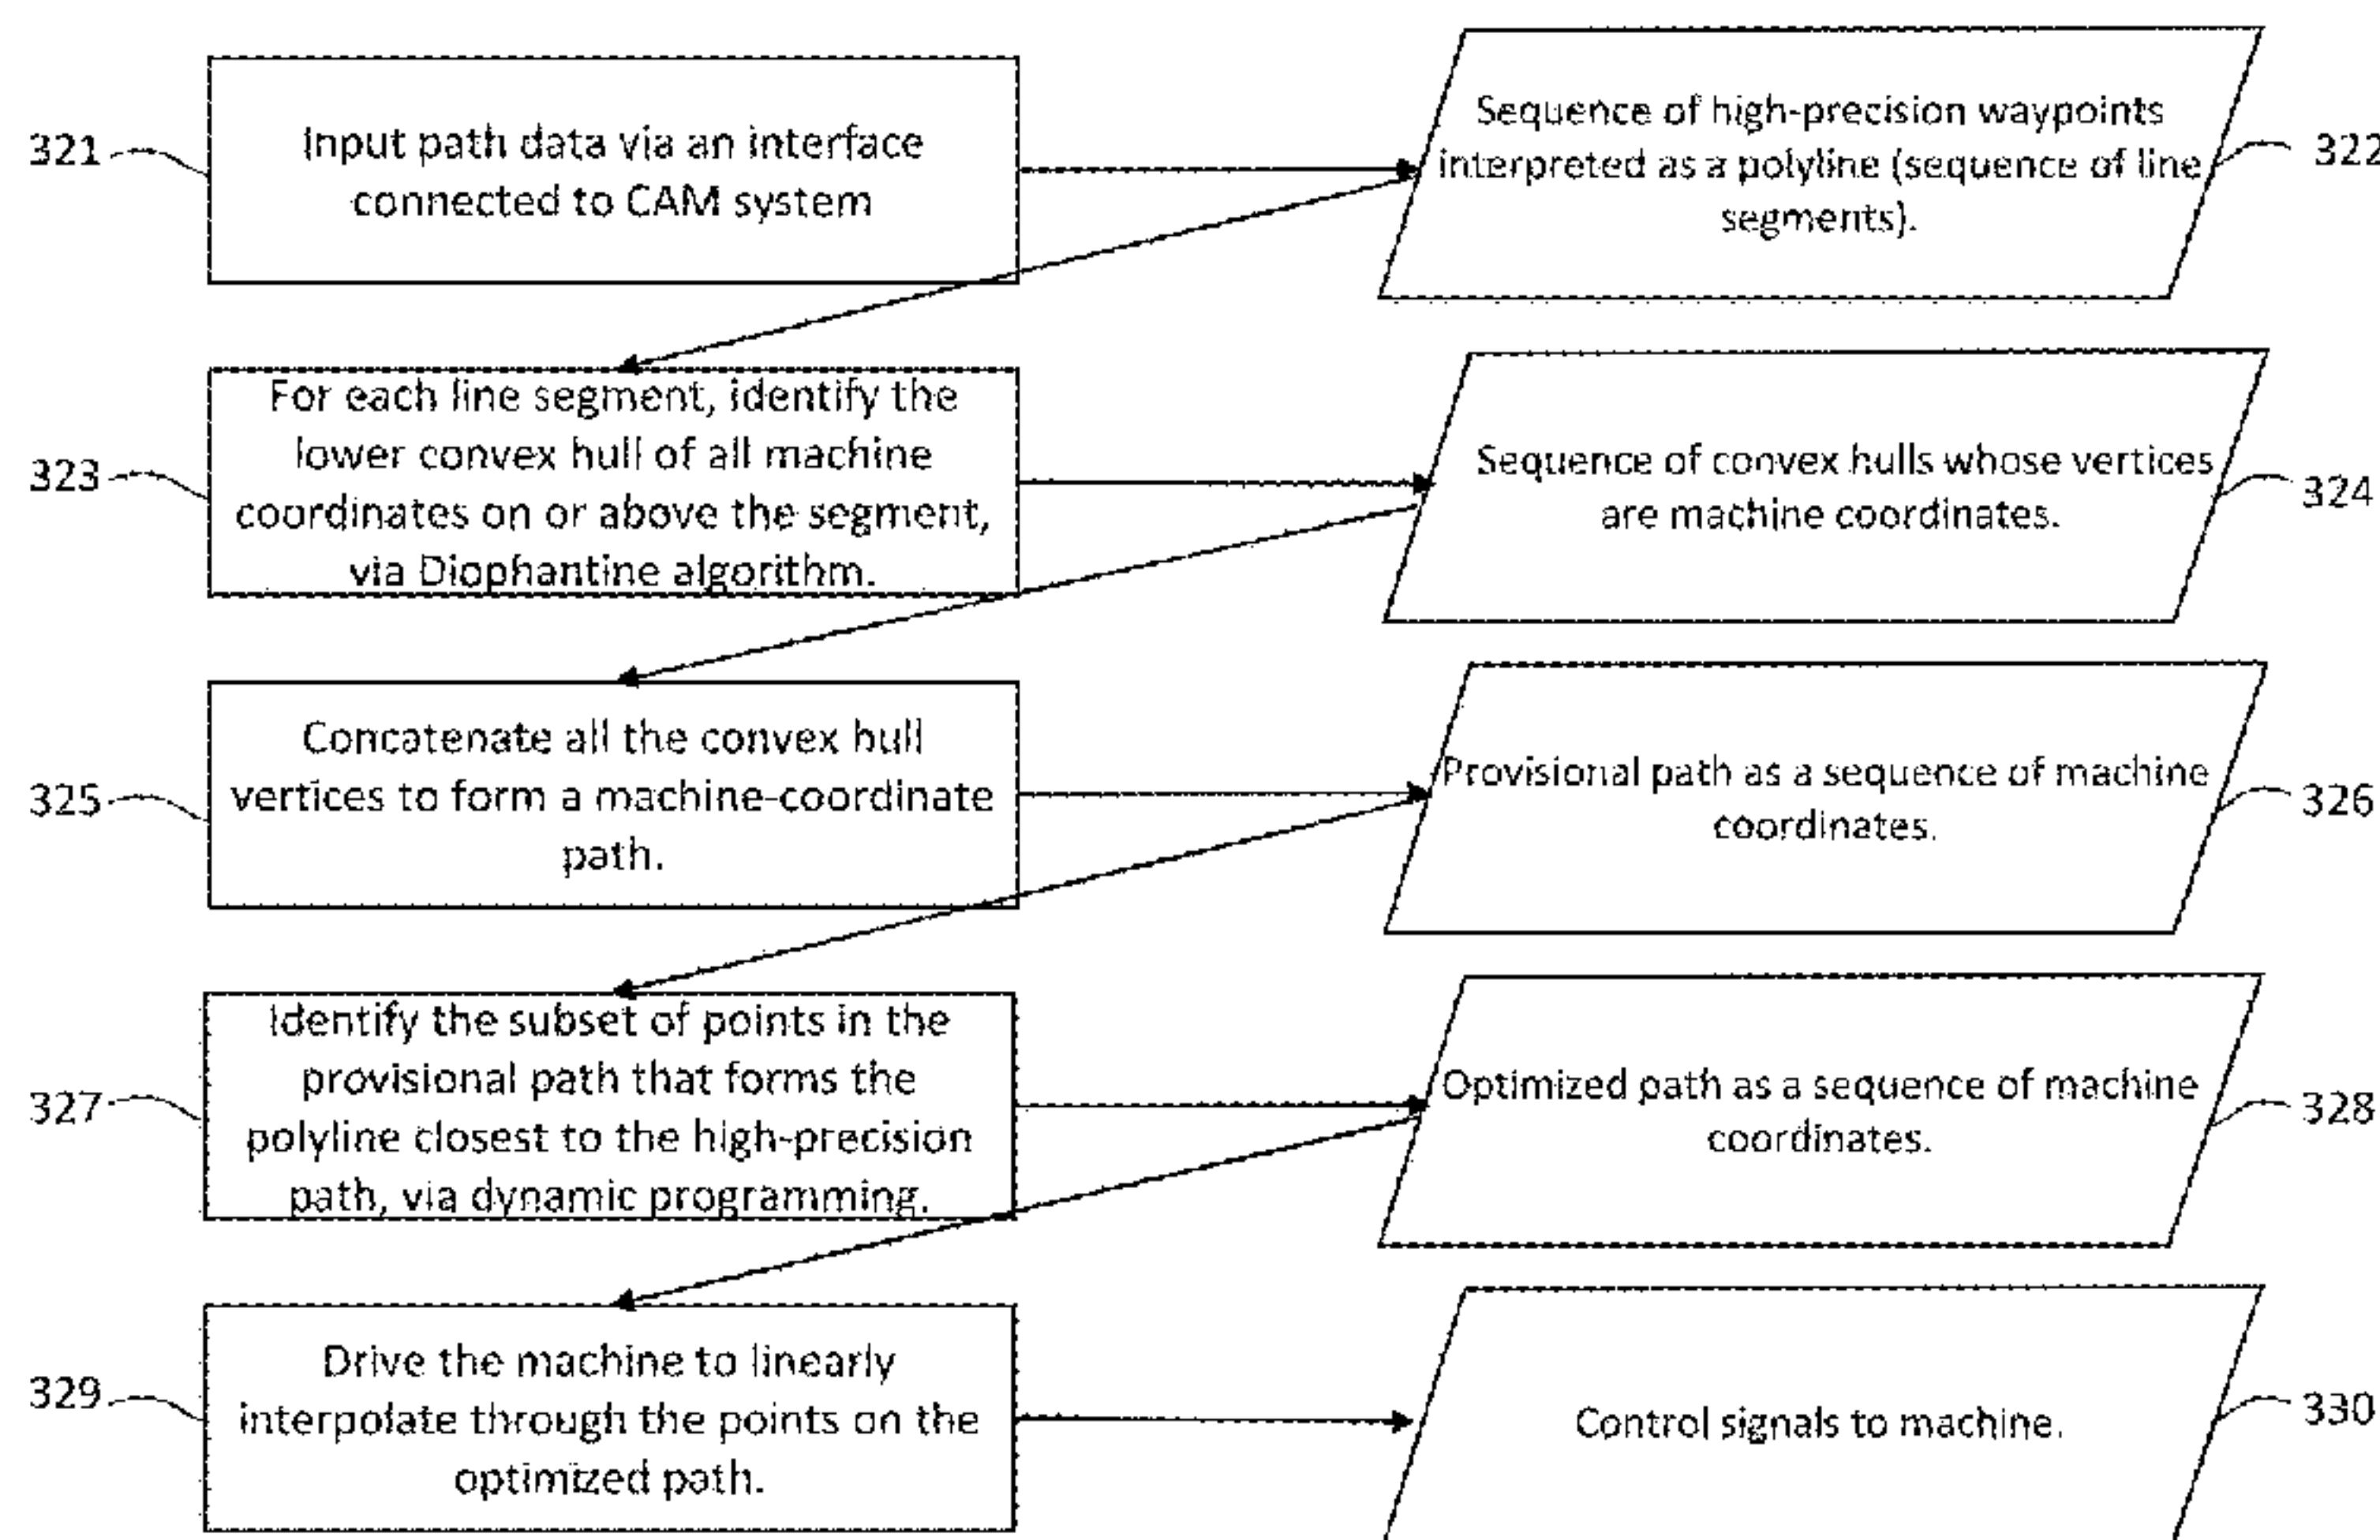 321
Input path data via an interface
connected to CAM system
Sequence of high-precision waypoints
interpreted as a polyline (sequence of line
segments).
322
323
For each line segment, identify the
lower convex hull of all machine
coordinates on or above the segment,
via Diophantine algorithm.
Sequence of convex hulls whose vertices
are machine coordinates.
324
325
Concatenate all the convex hull
vertices to form a machine-coordinate
path.
Provisional path as a sequence of machine
coordinates.
326
327
Identify the subset of points in the
provisional path that forms the
polyline closest to the high-precision
path, via dynamic programming.
Optimized path as a sequence of machine
coordinates.
328
329
Drive the machine to linearly
interpolate through the points on the
optimized path.
Control signals to machine.
330